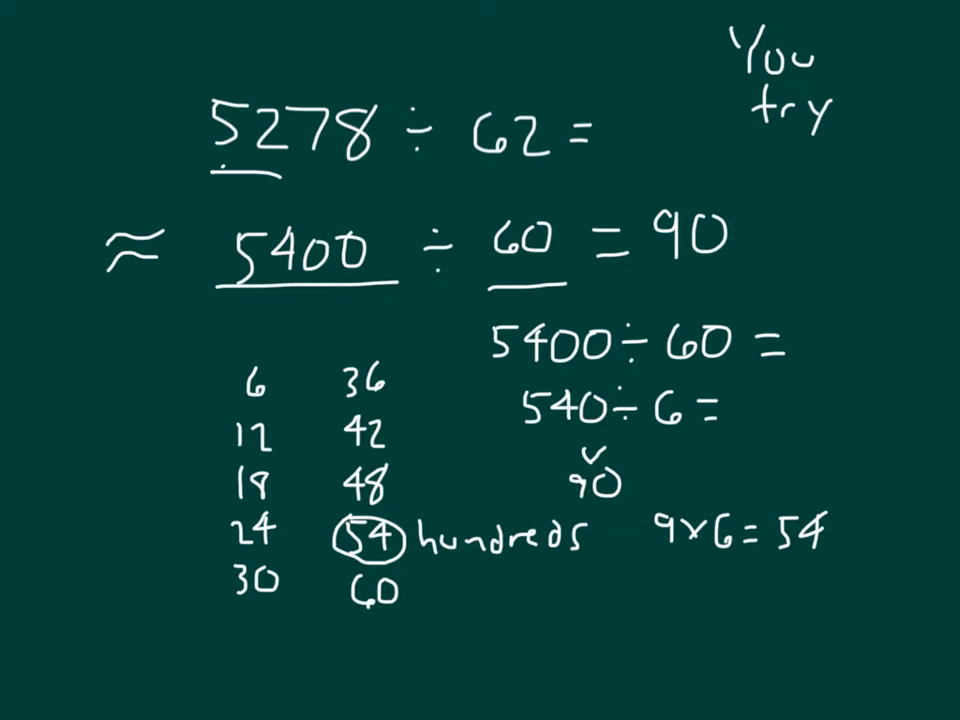 You
try
5278 ÷ 62 =
≈ 5400 ÷ 60 = 90
5400 ÷ 60 =
6 36
540 ÷ 6 =
12 42
18 48
90
24 54 hundreds 9 x 6 = 54
30 60